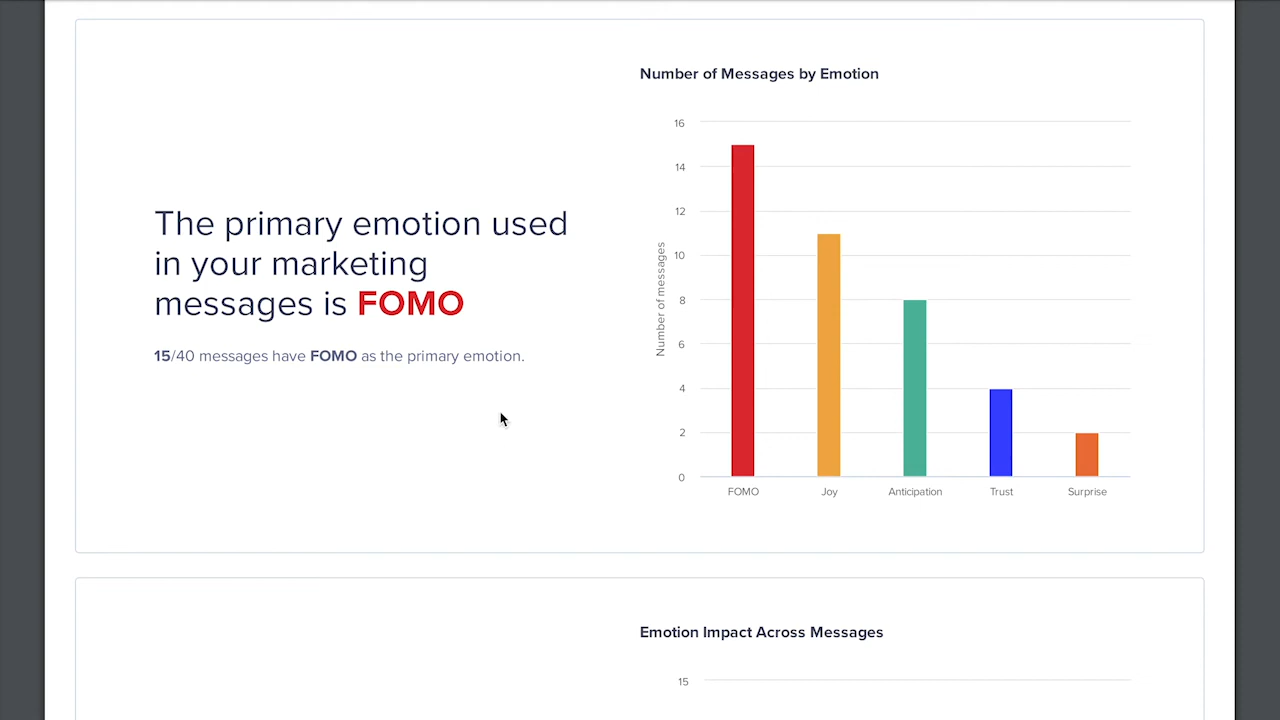 The primary emotion used
in your marketing
messages is FOMO
15/40 messages have FOMO as the primary emotion.
Number of Messages by Emotion
Number of messages
16
14
12
10
8
6
4
2
0
FOMO Joy Anticipation Trust Surprise
Emotion Impact Across Messages
15